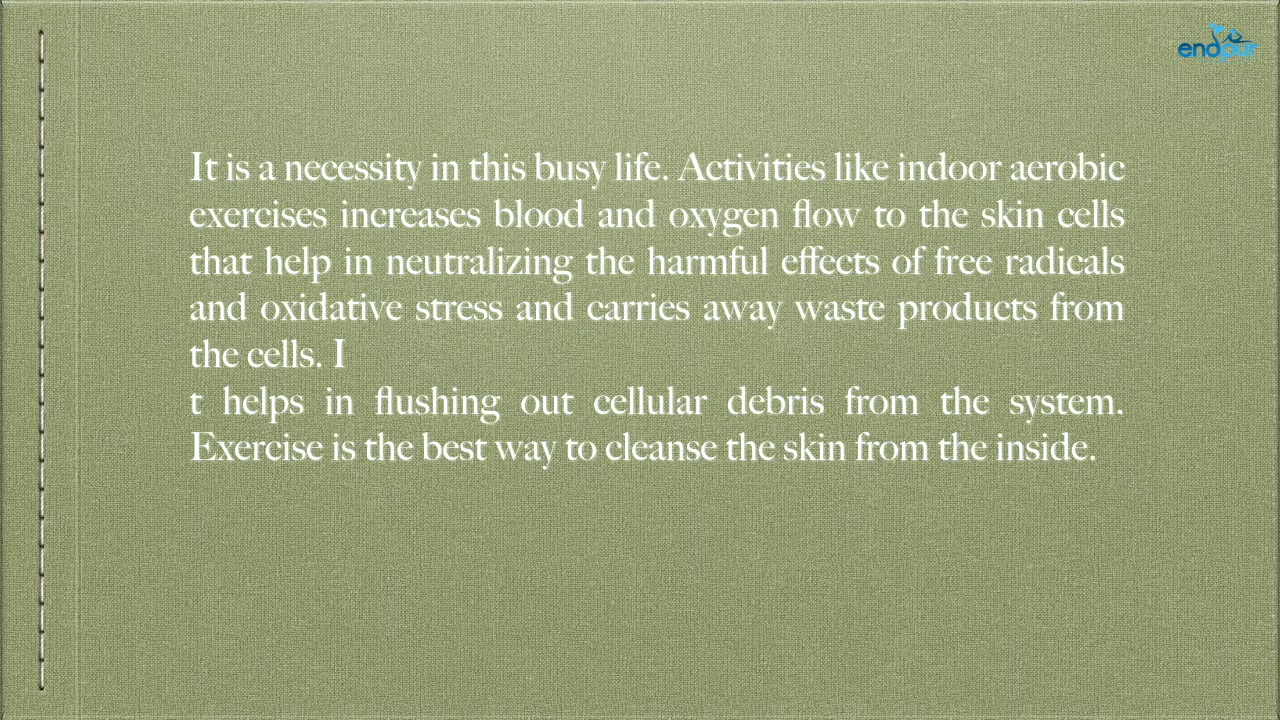 endpur
It is a necessity in this busy life. Activities like indoor aerobic
exercises increases blood and oxygen flow to the skin cells
that help in neutralizing the harmful effects of free radicals
and oxidative stress and carries away waste products from
the cells. I
t helps in flushing out cellular debris from the system.
Exercise is the best way to cleanse the skin from the inside.